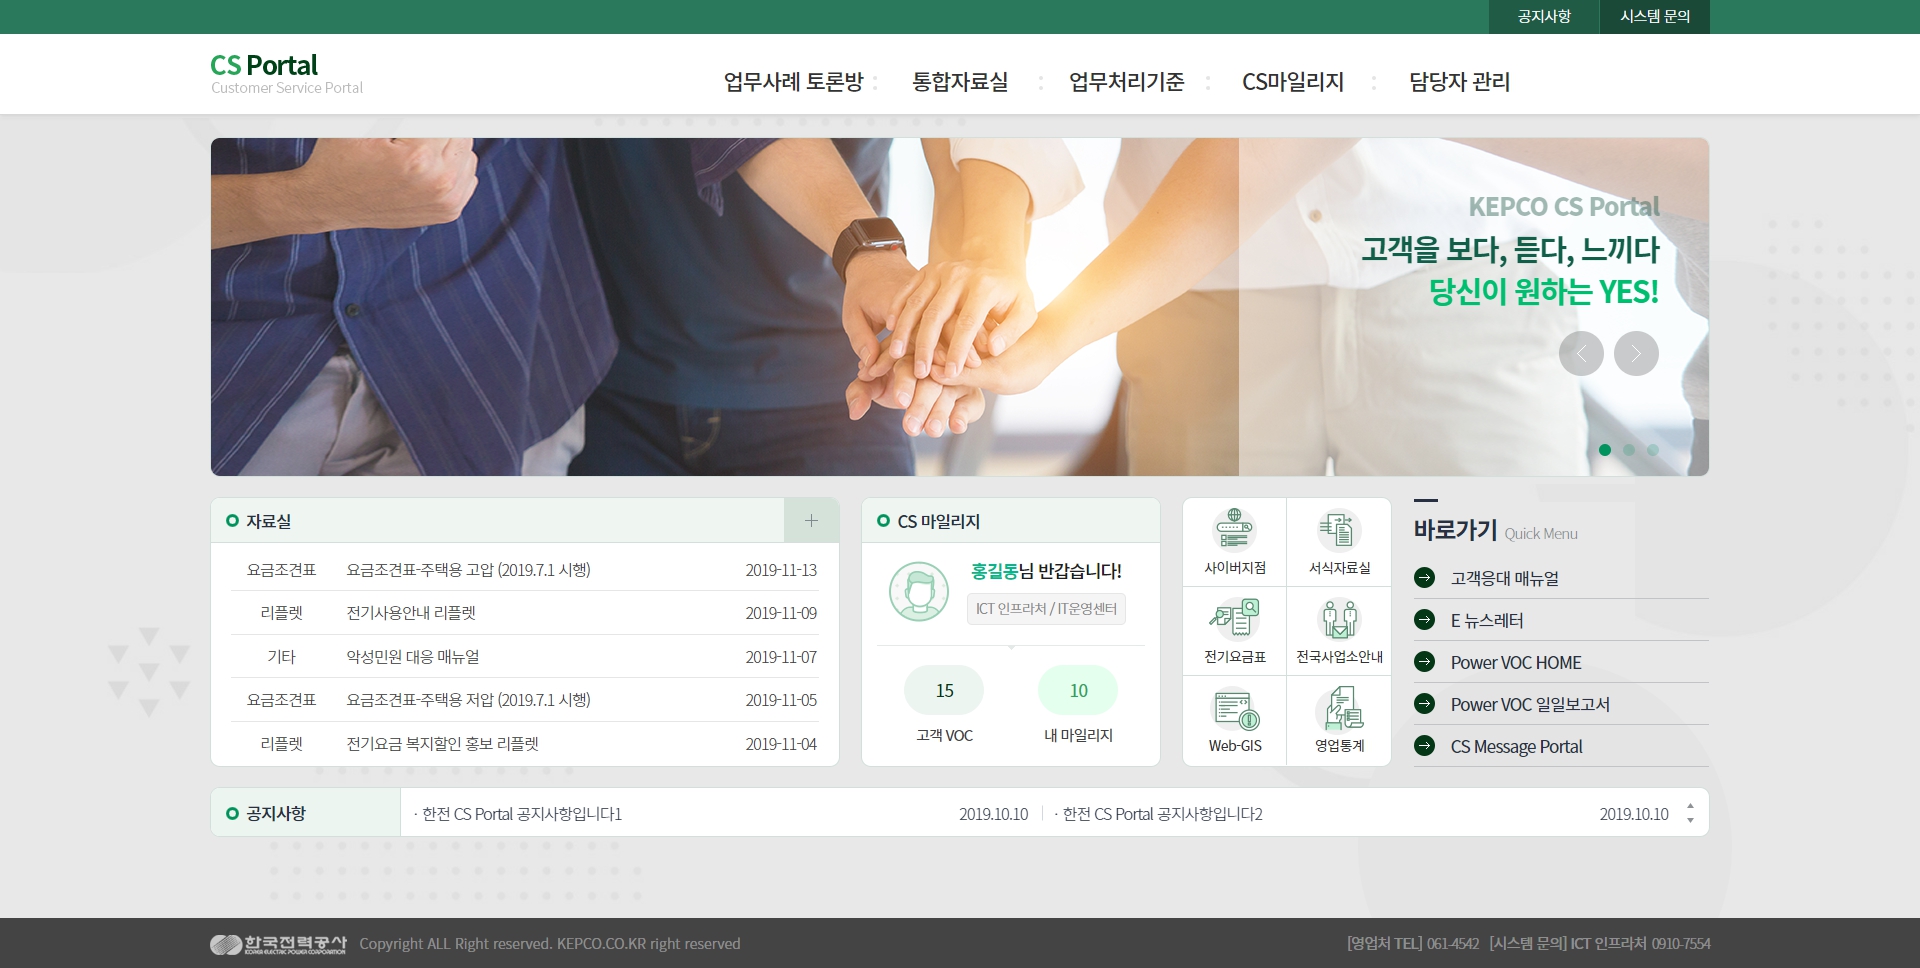 공지사항
시스템 문의
CS Portal
Customer Service Portal
업무사례 토론방
통합자료실
업무처리기준
CS마일리지
담당자 관리
KEPCO CS Portal
고객을 보다, 듣다, 느끼다
당신이 원하는 YES!
자료실
요금조견표 요금조견표-주택용 고압 (2019.7.1 시행) 2019-11-13
리플렛 전기사용안내 리플렛 2019-11-09
기타 악성민원 대응 매뉴얼 2019-11-07
요금조견표 요금조견표-주택용 저압 (2019.7.1 시행) 2019-11-05
리플렛 전기요금 복지할인 홍보 리플렛 2019-11-04
CS 마일리지
홍길동님 반갑습니다!
ICT 인프라처 / IT운영센터
15
10
고객 VOC
내 마일리지
사이버지점
서식자료실
전기요금표
전국사업소안내
Web-GIS
영업통계
바로가기 Quick Menu
고객응대 매뉴얼
E 뉴스레터
Power VOC HOME
Power VOC 일일보고서
CS Message Portal
공지사항
· 한전 CS Portal 공지사항입니다1 2019.10.10
· 한전 CS Portal 공지사항입니다2 2019.10.10
한국전력공사
KOREA ELECTRIC POWER CORPORATION
Copyright ALL Right reserved. KEPCO.CO.KR right reserved
[영업처 TEL] 061-4542 [시스템 문의] ICT 인프라처 0910-7554